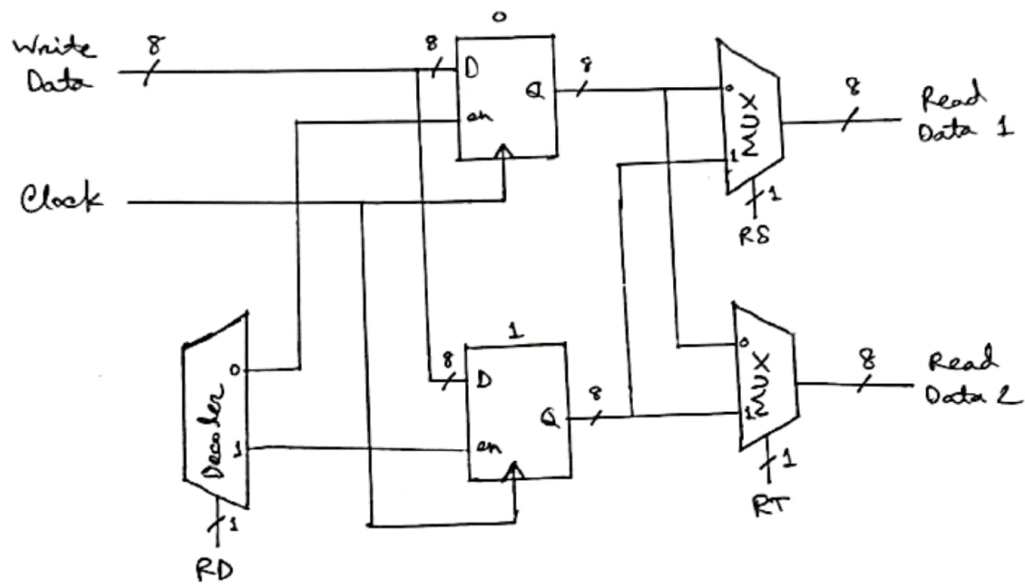 0
Write
Data
8
8
D
Q
en
8
0
MUX
1
8
Read
Data 1
1
RS
Clock
Decoder
0
1
1
RD
1
8
D
Q
en
8
0
MUX
1
8
Read
Data 2
1
RT